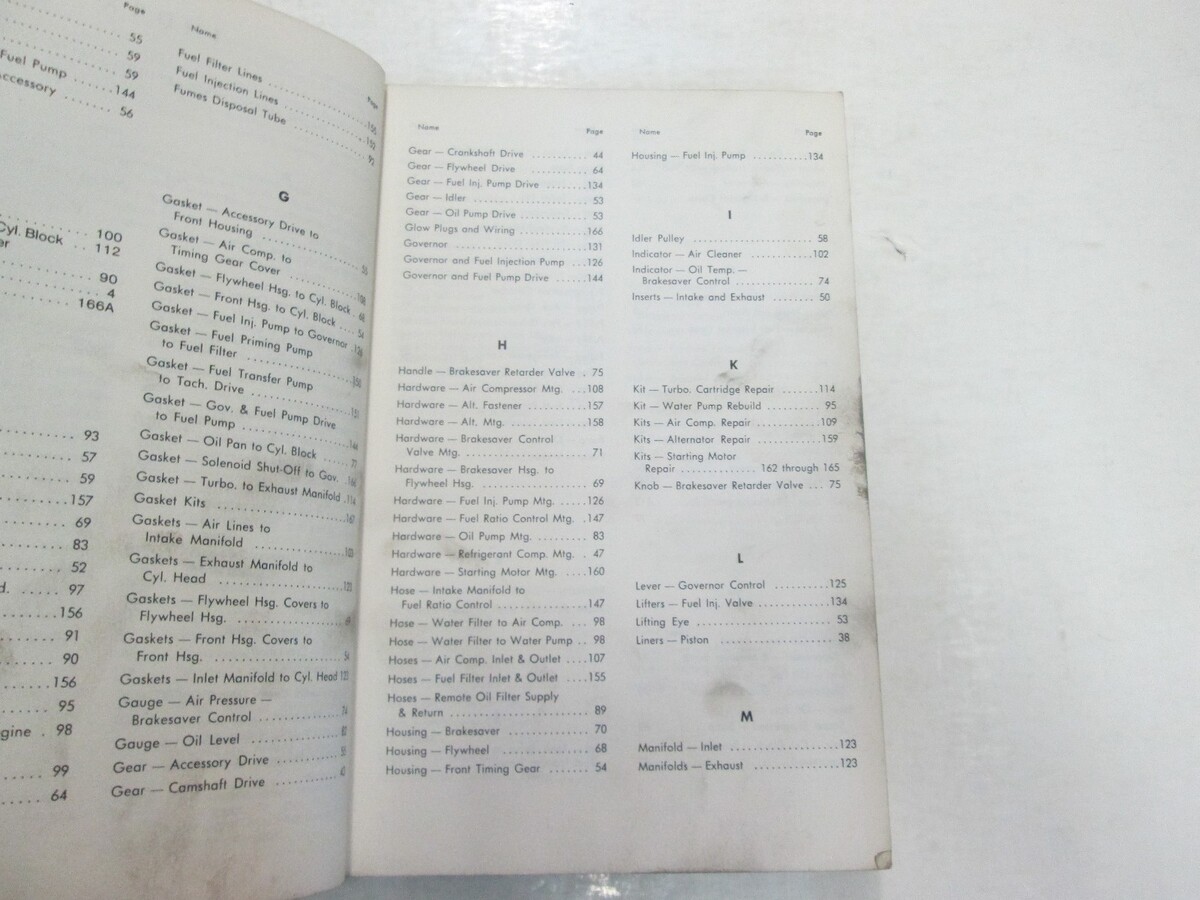 Page
55
59
59
Fuel Pump ......144
ccessory ....... 56
100
Cyl. Block .. 112
er
90
4
166A
93
57
59
157
69
83
52
d. ...... 97
156
91
90
156
95
gine . 98
99
64
Name
Page
Fuel Filter Lines
Fuel Injection Lines
Fumes Disposal Tube
G
Gasket — Accessory Drive to
Front Housing
Gasket — Air Comp. to
Timing Gear Cover
Gasket — Flywheel Hsg. to Cyl. Block
Gasket — Front Hsg. to Cyl. Block
Gasket — Fuel Inj. Pump to Governor
Gasket — Fuel Priming Pump
to Fuel Filter
Gasket — Fuel Transfer Pump
to Tach. Drive
Gasket — Gov. & Fuel Pump Drive
to Fuel Pump
Gasket — Oil Pan to Cyl. Block
Gasket — Solenoid Shut-Off to Gov.
Gasket — Turbo. to Exhaust Manifold
Gasket Kits
Gaskets — Air Lines to
Intake Manifold
Gaskets — Exhaust Manifold to
Cyl. Head
Gaskets — Flywheel Hsg. Covers to
Flywheel Hsg.
Gaskets — Front Hsg. Covers to
Front Hsg.
Gaskets — Inlet Manifold to Cyl. Head
Gauge — Air Pressure —
Brakesaver Control
Gauge — Oil Level
Gear — Accessory Drive
Gear — Camshaft Drive
Name Page
Gear — Crankshaft Drive .......... 44
Gear — Flywheel Drive .......... 64
Gear — Fuel Inj. Pump Drive ........134
Gear — Idler .................... 53
Gear — Oil Pump Drive ............ 53
Glow Plugs and Wiring ............166
Governor .......................131
Governor and Fuel Injection Pump ...126
Governor and Fuel Pump Drive ......144
H
Handle — Brakesaver Retarder Valve . 75
Hardware — Air Compressor Mtg. ...108
Hardware — Alt. Fastener ..........157
Hardware — Alt. Mtg. .............158
Hardware — Brakesaver Control
Valve Mtg. ..................... 71
Hardware — Brakesaver Hsg. to
Flywheel Hsg. .................. 69
Hardware — Fuel Inj. Pump Mtg. ....126
Hardware — Fuel Ratio Control Mtg. .147
Hardware — Oil Pump Mtg. ........ 83
Hardware — Refrigerant Comp. Mtg. . 47
Hardware — Starting Motor Mtg. ....160
Hose — Intake Manifold to
Fuel Ratio Control ...............147
Hose — Water Filter to Air Comp. ... 98
Hose — Water Filter to Water Pump .. 98
Hoses — Air Comp. Inlet & Outlet ....107
Hoses — Fuel Filter Inlet & Outlet ....155
Hoses — Remote Oil Filter Supply
& Return ...................... 89
Housing — Brakesaver ............. 70
Housing — Flywheel .............. 68
Housing — Front Timing Gear ....... 54
Name Page
Housing — Fuel Inj. Pump ..........134
I
Idler Pulley ..................... 58
Indicator — Air Cleaner ...........102
Indicator — Oil Temp. —
Brakesaver Control .............. 74
Inserts — Intake and Exhaust ........ 50
K
Kit — Turbo. Cartridge Repair .......114
Kit — Water Pump Rebuild .......... 95
Kits — Air Comp. Repair ...........109
Kits — Alternator Repair ...........159
Kits — Starting Motor
Repair .............. 162 through 165
Knob — Brakesaver Retarder Valve ... 75
L
Lever — Governor Control ..........125
Lifters — Fuel Inj. Valve ............134
Lifting Eye ..................... 53
Liners — Piston .................. 38
M
Manifold — Inlet .................123
Manifolds — Exhaust ..............123